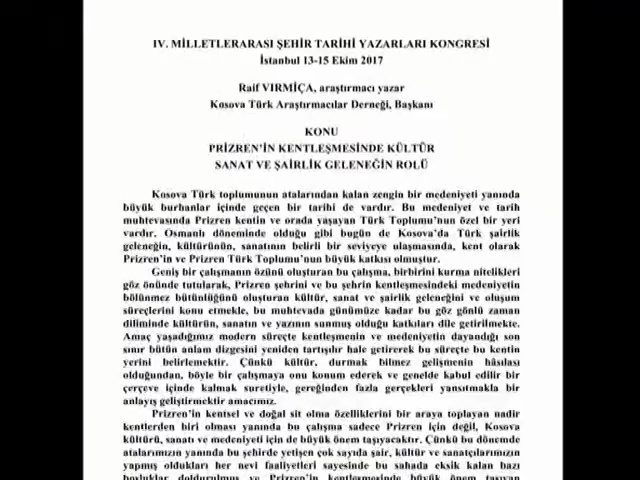 IV. MİLLETLERARASI ŞEHİR TARİHİ YAZARLARI KONGRESİ
İstanbul 13-15 Ekim 2017
Raif VIRMİÇA, araştırmacı yazar
Kosova Türk Araştırmacılar Derneği, Başkanı
KONU
PRİZREN'İN KENTLEŞMESİNDE KÜLTÜR
SANAT VE ŞAİRLİK GELENEĞİN ROLÜ
Kosova Türk toplumunun atalarından kalan zengin bir medeniyeti yanında
büyük burhanlar içinde geçen bir tarihi de vardır. Bu medeniyet ve tarih
muhtevasında Prizren kentin ve orada yaşayan Türk Toplumu'nun özel bir yeri
vardır. Osmanlı döneminde olduğu gibi bugün de Kosova'da Türk şairlik
geleneğin, kültürünün, sanatının belirli bir seviyeye ulaşmasında, kent olarak
Prizren'in ve Prizren Türk Toplumu'nun büyük katkısı olmuştur.
Geniş bir çalışmanın özünü oluşturan bu çalışma, birbirini kurma nitelikleri
göz önünde tutularak, Prizren şehrini ve bu şehrin kentleşmesindeki medeniyetin
bölünmez bütünlüğünü oluşturan kültür, sanat ve şairlik geleneğini ve oluşum
süreçlerini konu etmekle, bu muhtevada günümüze kadar bu göz gönlü zaman
diliminde kültürün, sanatın ve yazının sunmuş olduğu katkıları dile getirilmekte.
Amaç yaşadığımız modern süreçte kentleşmenin ve medeniyetin dayandığı son
sınır bütün anlam dizgesini yeniden tartışılır hale getirerek bu süreçte bu kentin
yerini belirlemektir. Çünkü kültür, durmak bilmez gelişmenin hâsılası
olduğundan, böyle bir çalışmaya onu konum ederek ve genelde kabul edilir bir
çerçeve içinde kalmak suretiyle, gereğinden fazla gerçekleri yansıtmakla bir
anlayış geliştirmektir amacımız.
Prizren'in kentsel ve doğal sit olma özelliklerini bir araya toplayan nadir
kentlerden biri olması yanında bu çalışma sadece Prizren için değil, Kosova
kültürü, sanatı ve medeniyeti için de büyük önem taşıyacaktır. Çünkü bu dönemde
atalarımızın yanında bu şehirde yetişen çok sayıda şair, kültür ve sanatçılarımızın
yapmış oldukları her nevi faaliyetleri sayesinde bu sahada eksik kalan bazı
boşluklar doldurulmuş ve Prizren'in kentleşmesinde büyük önem taşıyan